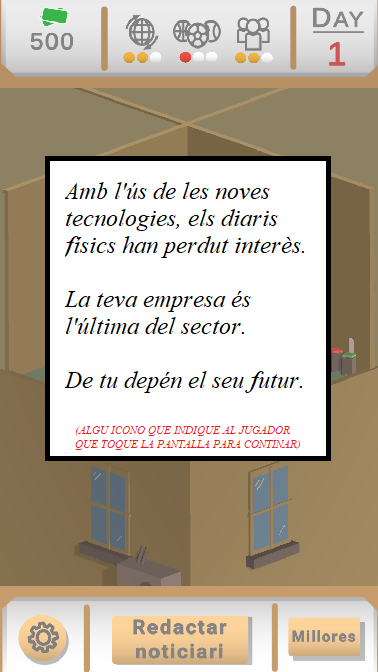 500
DAY
1
Amb l'ús de les noves
tecnologies, els diaris
físics han perdut interès.
La teva empresa és
l'última del sector.
De tu depén el seu futur.
(ALGU ICONO QUE INDIQUE AL JUGADOR
QUE TOQUE LA PANTALLA PARA CONTINAR)
Redactar
noticiari
Millores